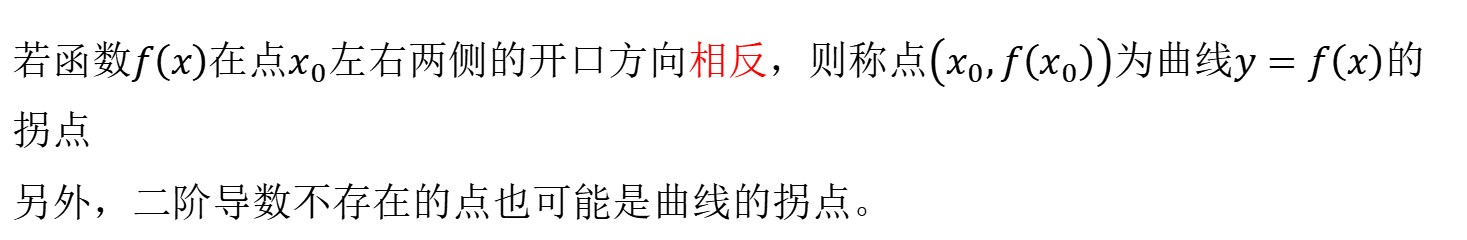 若函数f(x)在点x₀左右两侧的开口方向相反，则称点(x₀, f(x₀))为曲线y = f(x)的
拐点
另外，二阶导数不存在的点也可能是曲线的拐点。